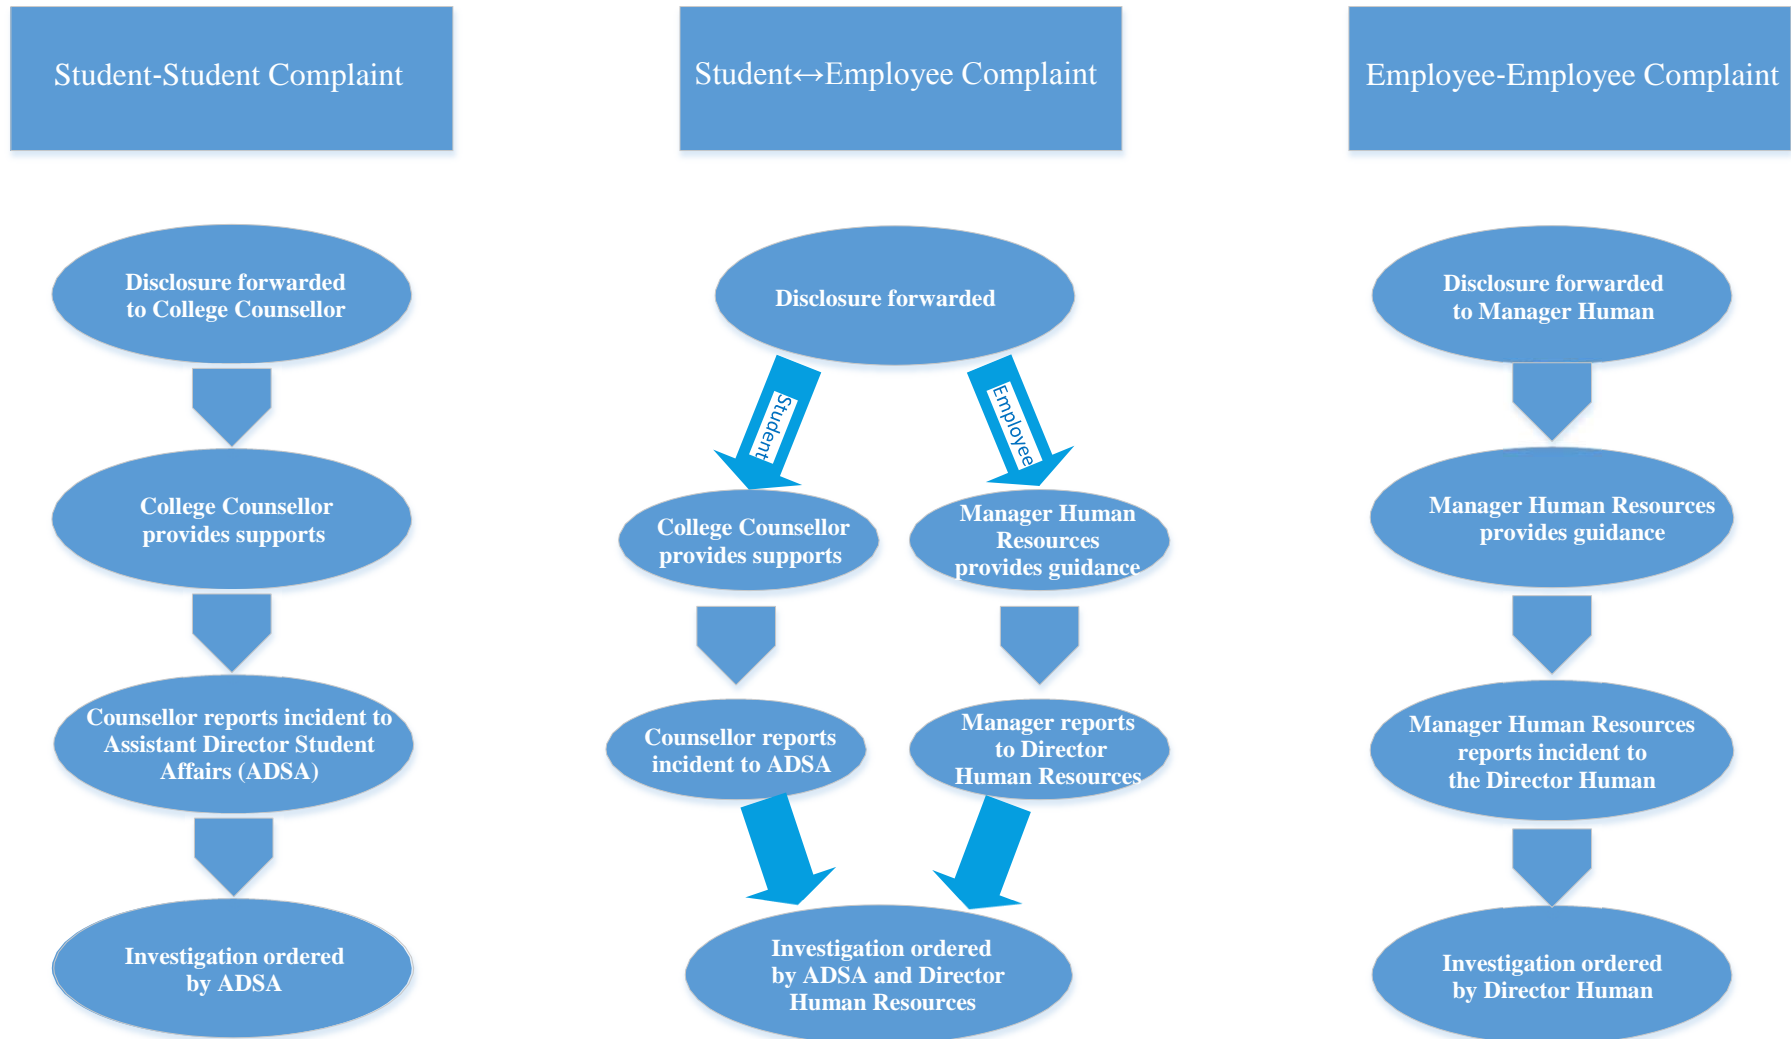 Student-Student Complaint
Student↔Employee Complaint
Employee-Employee Complaint
Disclosure forwarded
to College Counsellor
College Counsellor
provides supports
Counsellor reports incident to
Assistant Director Student
Affairs (ADSA)
Investigation ordered
by ADSA
Disclosure forwarded
Student
Employee
College Counsellor
provides supports
Manager Human
Resources
provides guidance
Counsellor reports
incident to ADSA
Manager reports
to Director
Human Resources
Investigation ordered
by ADSA and Director
Human Resources
Disclosure forwarded
to Manager Human
Manager Human Resources
provides guidance
Manager Human Resources
reports incident to
the Director Human
Investigation ordered
by Director Human